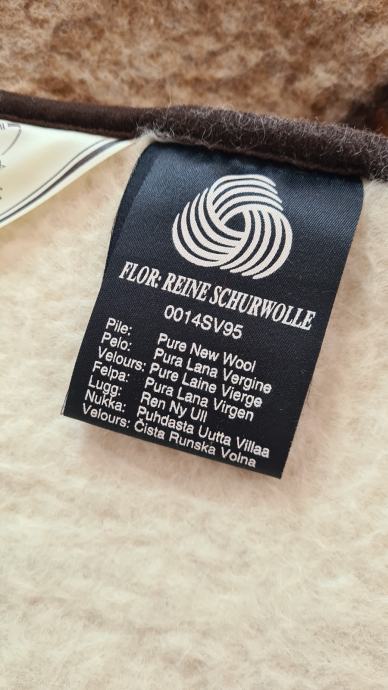 FLOR: REINE SCHURWOLLE
0014SV95
Pile: Pure New Wool
Pelo: Pura Lana Vergine
Velours: Pure Laine Vierge
Felpa: Pura Lana Virgen
Lugg: Ren Ny Ull
Nukka: Puhdasta Uutta Villaa
Velours: Čista Runska Volna